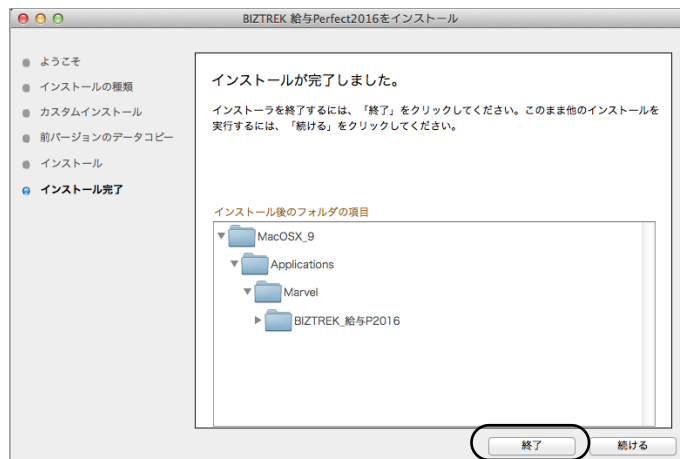 BIZTREK 給与Perfect2016をインストール
ようこそ
インストールの種類
カスタムインストール
前バージョンのデータコピー
インストール
インストール完了
インストールが完了しました。
インストーラを終了するには、「終了」をクリックしてください。このまま他のインストールを
実行するには、「続ける」をクリックしてください。
インストール後のフォルダの項目
MacOSX_9
Applications
Marvel
BIZTREK_給与P2016
終了
続ける